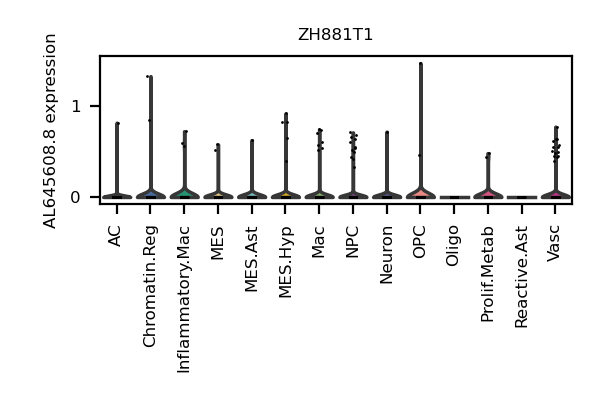 ZH881T1
AL645608.8 expression
1
0
AC
Chromatin.Reg
Inflammatory.Mac
MES
MES.Ast
MES.Hyp
Mac
NPC
Neuron
OPC
Oligo
Prolif.Metab
Reactive.Ast
Vasc